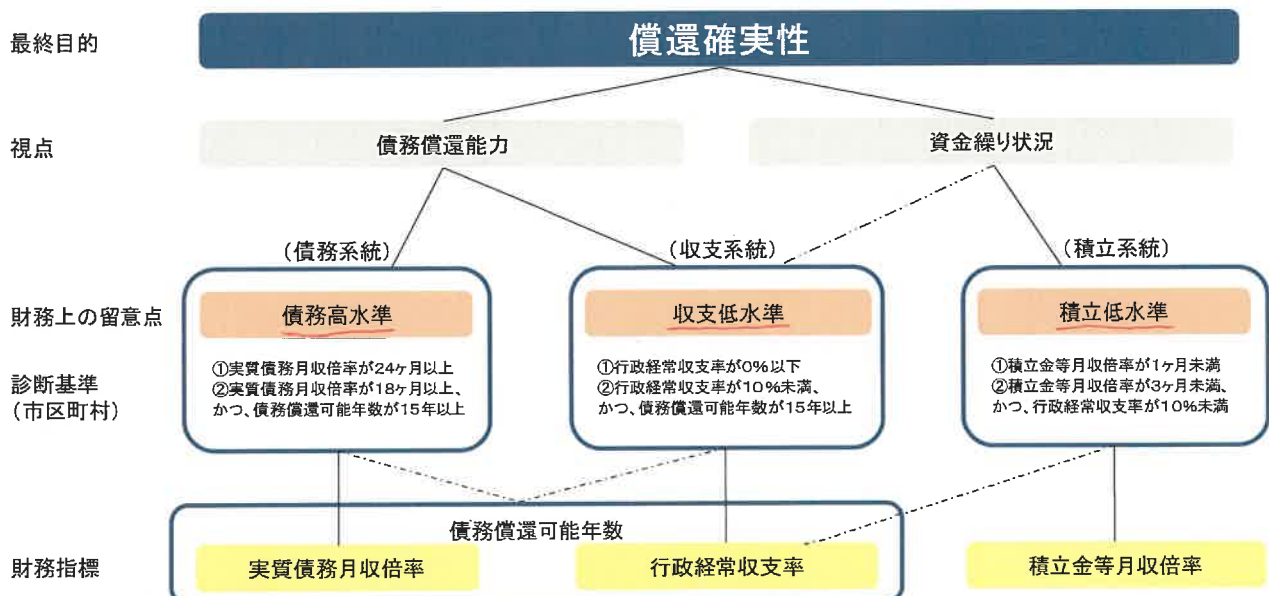 最終目的
償還確実性
視点
債務償還能力
資金繰り状況
(債務系統)
(収支系統)
(積立系統)
財務上の留意点
債務高水準
収支低水準
積立低水準
診断基準
(市区町村)
①実質債務月収倍率が24ヶ月以上
②実質債務月収倍率が18ヶ月以上、
かつ、債務償還可能年数が15年以上
①行政経常収支率が0%以下
②行政経常収支率が10%未満、
かつ、債務償還可能年数が15年以上
①積立金等月収倍率が1ヶ月未満
②積立金等月収倍率が3ヶ月未満、
かつ、行政経常収支率が10%未満
債務償還可能年数
財務指標
実質債務月収倍率
行政経常収支率
積立金等月収倍率